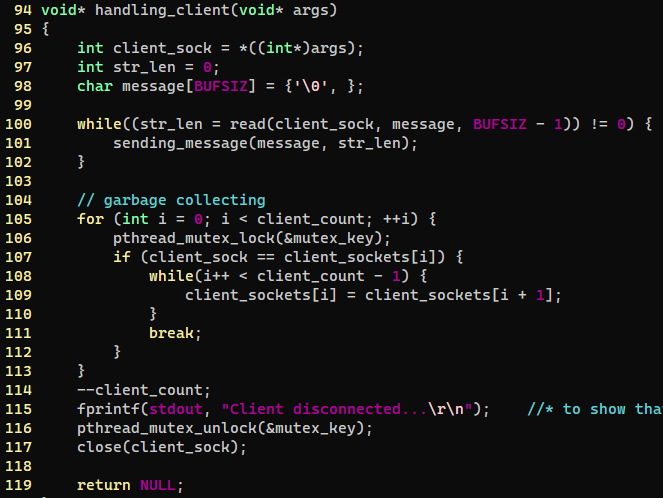 94 void* handling_client(void* args)
95 {
96     int client_sock = *((int*)args);
97     int str_len = 0;
98     char message[BUFSIZ] = {'\0', };
99
100     while((str_len = read(client_sock, message, BUFSIZ - 1)) != 0) {
101         sending_message(message, str_len);
102     }
103
104     // garbage collecting
105     for (int i = 0; i < client_count; ++i) {
106         pthread_mutex_lock(&mutex_key);
107         if (client_sock == client_sockets[i]) {
108             while(i++ < client_count - 1) {
109                 client_sockets[i] = client_sockets[i + 1];
110             }
111             break;
112         }
113     }
114     --client_count;
115     fprintf(stdout, "Client disconnected...\r\n");    //* to show tha
116     pthread_mutex_unlock(&mutex_key);
117     close(client_sock);
118
119     return NULL;